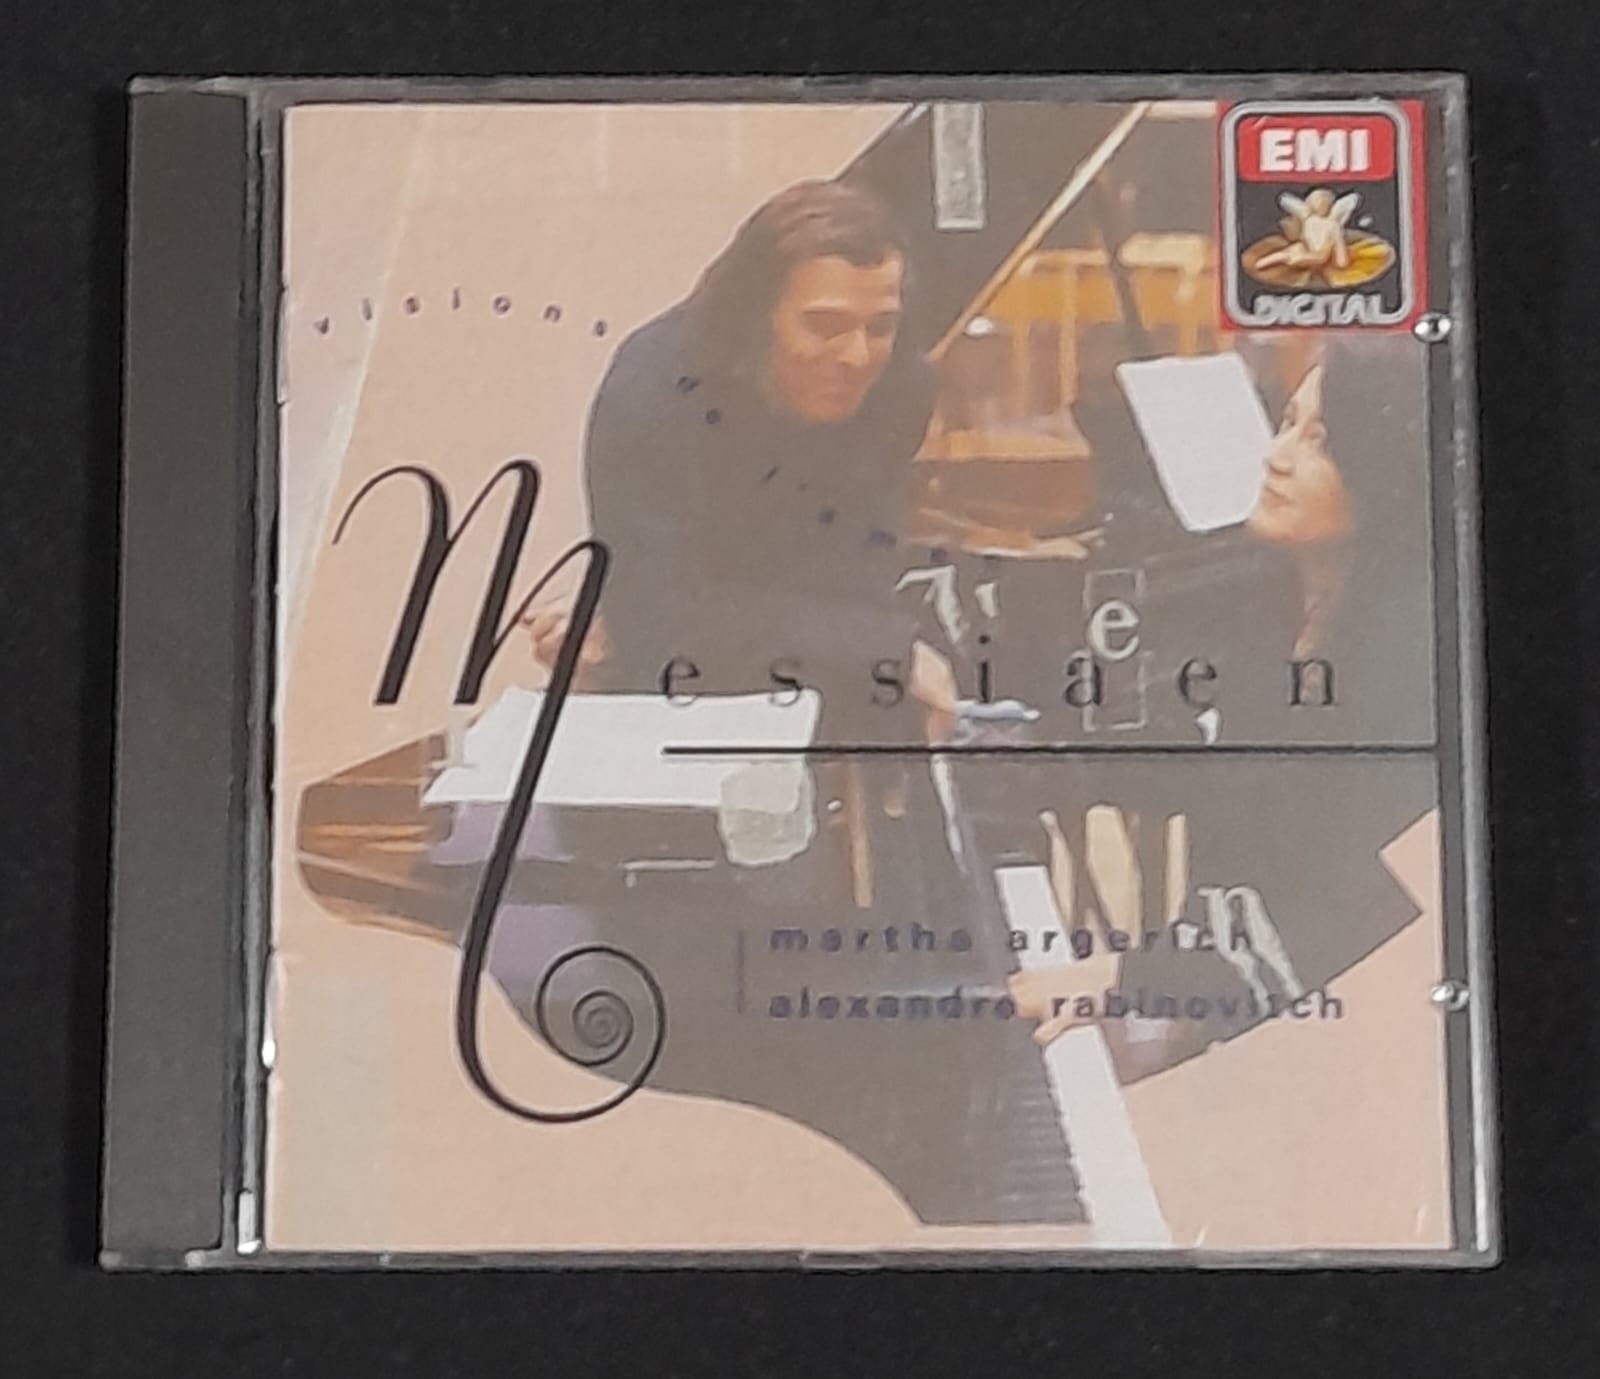 EMI
DIGITAL
visions
de l'amen
Messiaen
martha argerich
alexandre rabinovitch